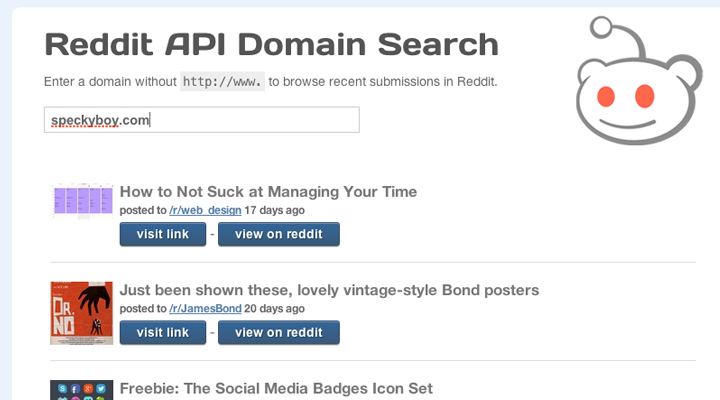 Reddit API Domain Search
Enter a domain without http://www. to browse recent submissions in Reddit.
speckyboy.com
How to Not Suck at Managing Your Time
posted to /r/web_design 17 days ago
visit link - view on reddit
Just been shown these, lovely vintage-style Bond posters
posted to /r/JamesBond 20 days ago
visit link - view on reddit
DR.
NO
Freebie: The Social Media Badges Icon Set